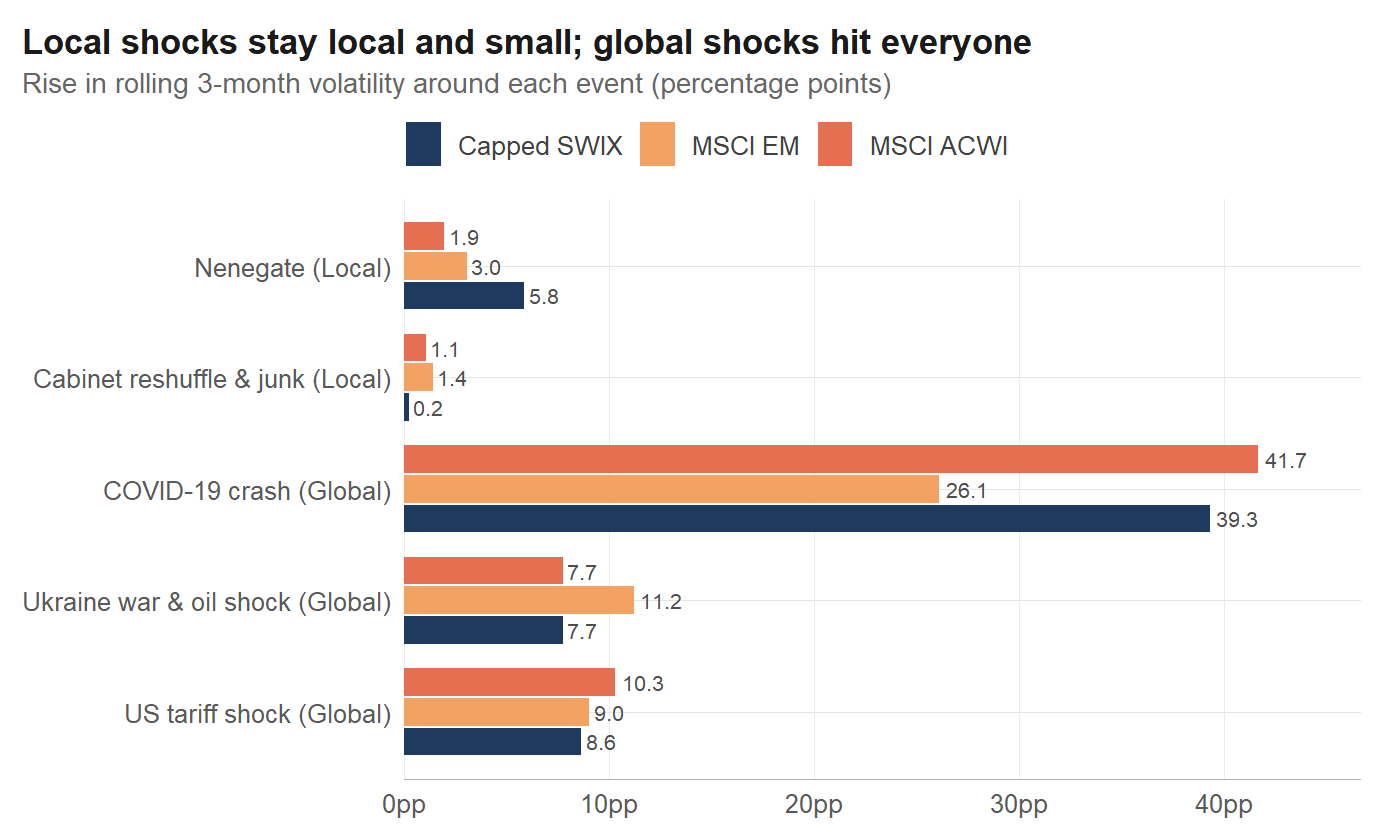 Local shocks stay local and small; global shocks hit everyone
Rise in rolling 3-month volatility around each event (percentage points)
Capped SWIX MSCI EM MSCI ACWI
1.9
Nenegate (Local) 3.0
5.8
1.1
Cabinet reshuffle & junk (Local) 1.4
0.2
41.7
COVID-19 crash (Global) 26.1
39.3
7.7
Ukraine war & oil shock (Global) 11.2
7.7
10.3
US tariff shock (Global) 9.0
8.6
0pp 10pp 20pp 30pp 40pp